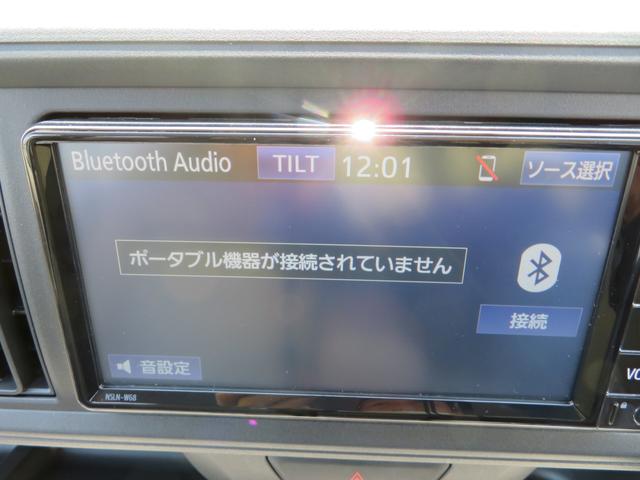 Bluetooth Audio TILT 12:01 ソース選択
ポータブル機器が接続されていません
接続
音設定
NSLN-W68
VO